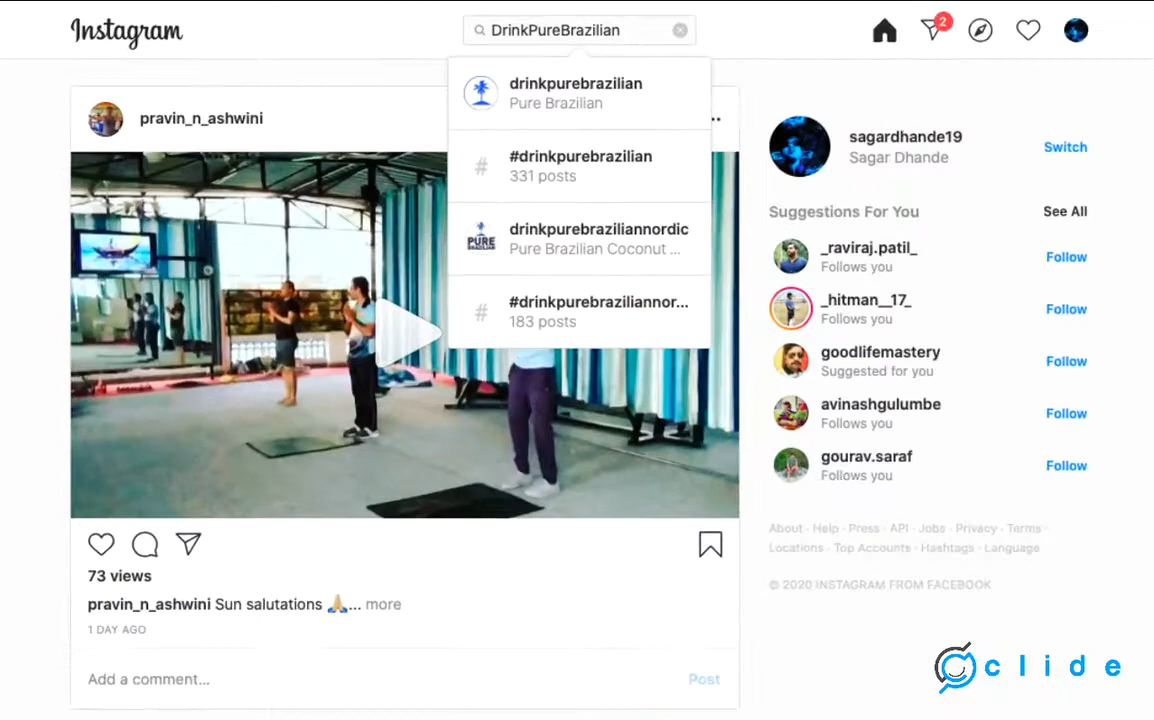 Instagram
DrinkPureBrazilian
2
drinkpurebrazilian
Pure Brazilian
#drinkpurebrazilian
331 posts
PURE
BRAZILIAN
drinkpurebraziliannordic
Pure Brazilian Coconut ...
#drinkpurebraziliannor...
183 posts
pravin_n_ashwini
73 views
pravin_n_ashwini Sun salutations 🙏... more
1 DAY AGO
Add a comment...
Post
sagardhande19
Sagar Dhande
Switch
Suggestions For You
See All
_raviraj.patil_
Follows you
Follow
_hitman__17_
Follows you
Follow
goodlifemastery
Suggested for you
Follow
avinashgulumbe
Follows you
Follow
gourav.saraf
Follows you
Follow
About · Help · Press · API · Jobs · Privacy · Terms ·
Locations · Top Accounts · Hashtags · Language
© 2020 INSTAGRAM FROM FACEBOOK
clide